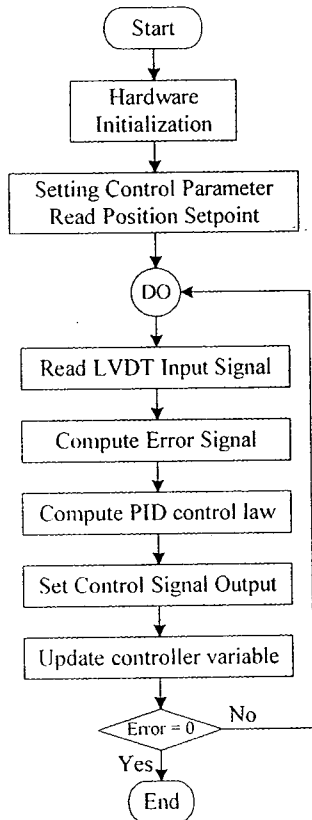 Start
Hardware
Initialization
Setting Control Parameter
Read Position Setpoint
DO
Read LVDT Input Signal
Compute Error Signal
Compute PID control law
Set Control Signal Output
Update controller variable
Error = 0
No
Yes
End